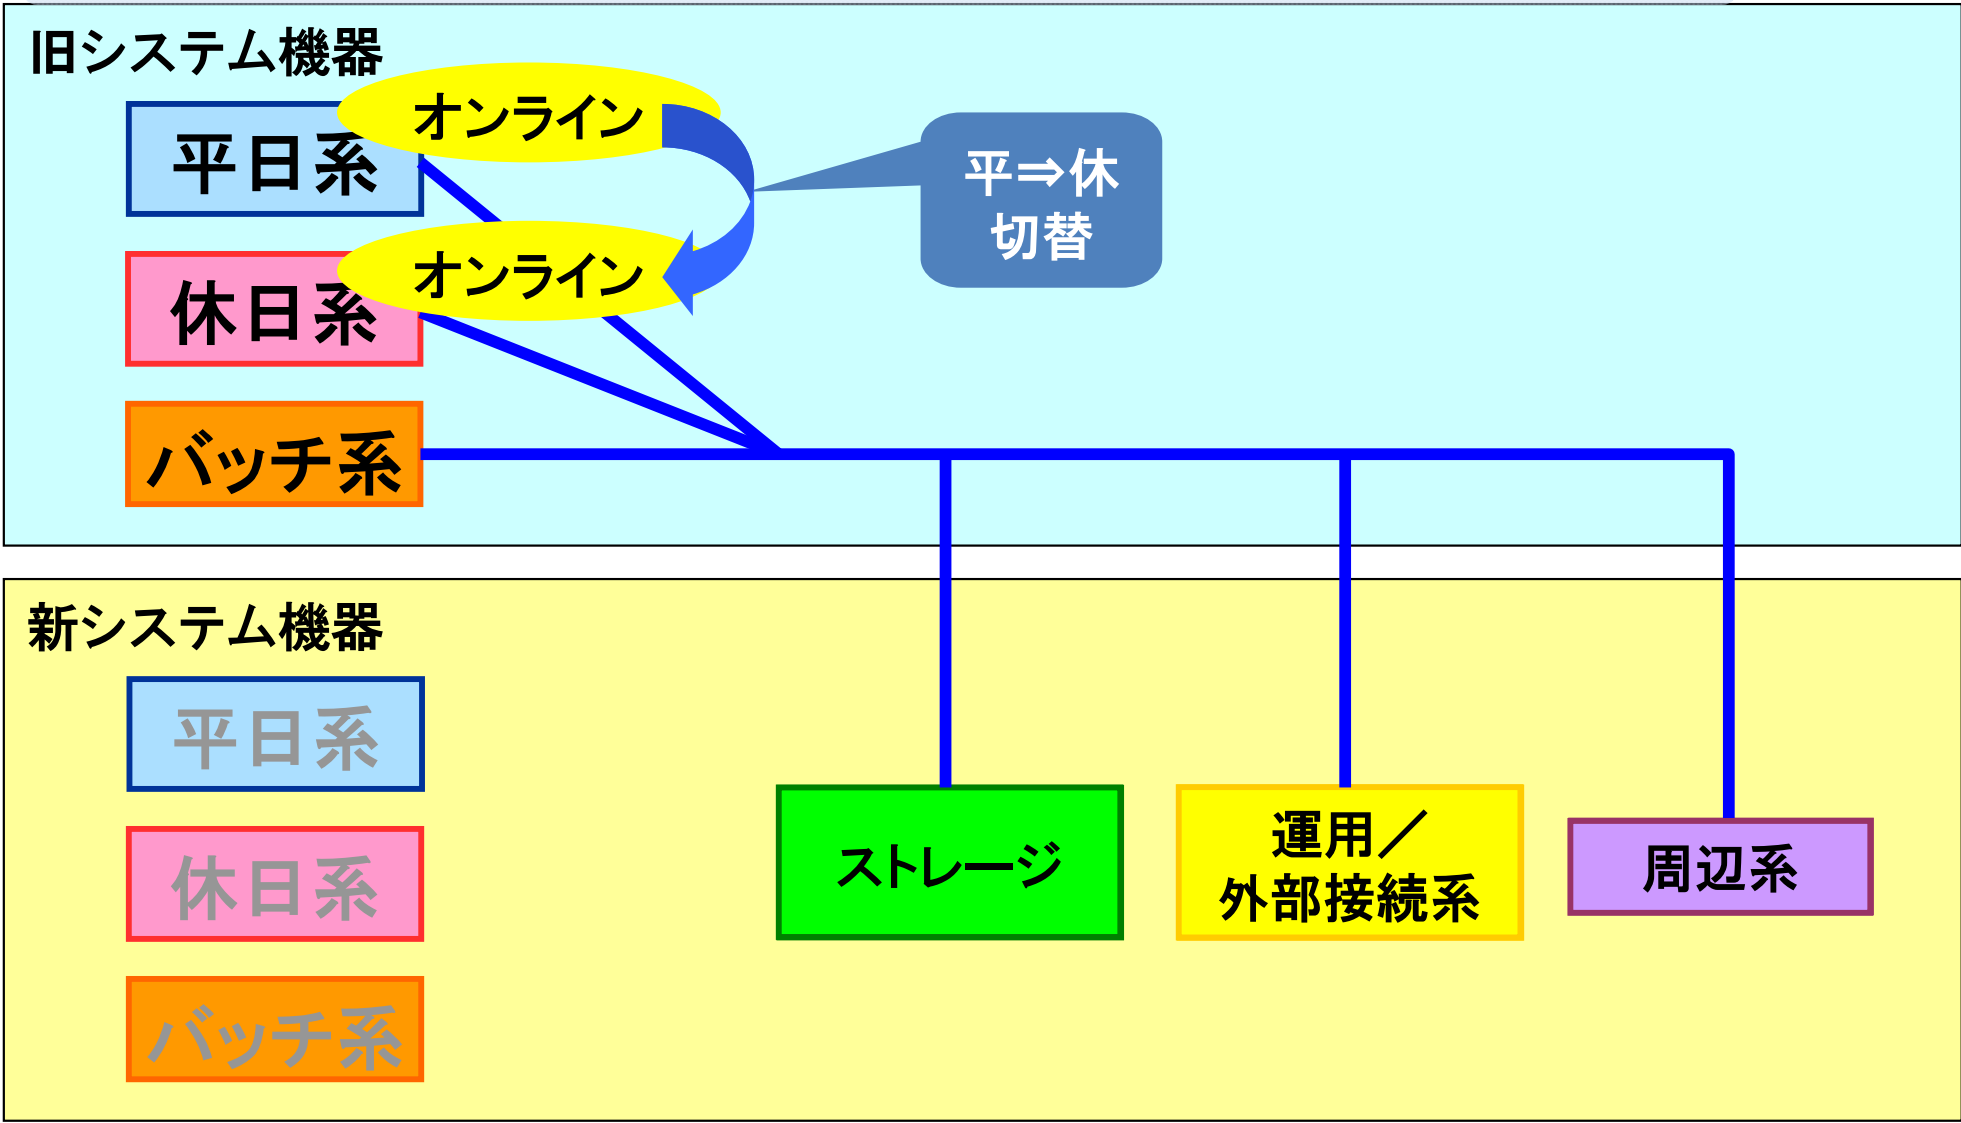 旧システム機器
平日系
オンライン
平⇒休
切替
休日系
オンライン
バッチ系
新システム機器
平日系
休日系
バッチ系
ストレージ
運用／
外部接続系
周辺系